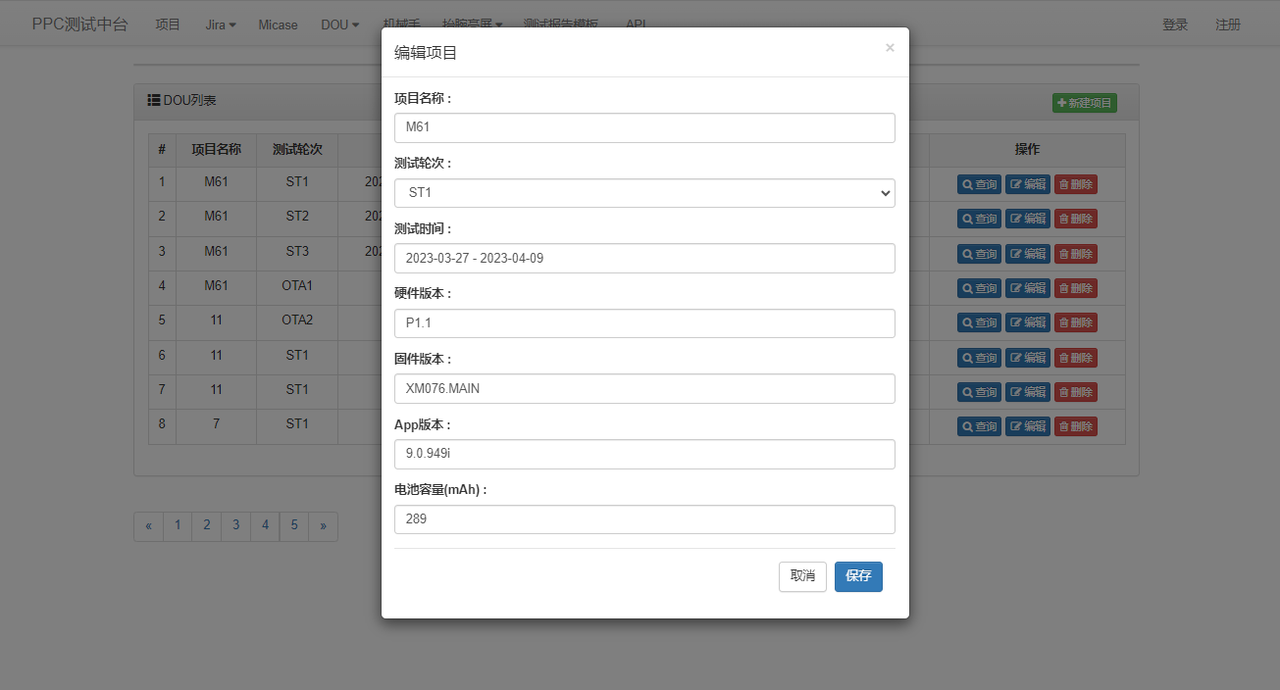 PPC测试中台 项目 Jira Micase DOU 机械手 抬腕亮屏 测试报告模板 API 登录 注册
编辑项目 ×
DOU列表 新建项目
项目名称 :
M61
测试轮次 :
ST1
测试时间 :
2023-03-27 - 2023-04-09
硬件版本 :
P1.1
固件版本 :
XM076.MAIN
App版本 :
9.0.949i
电池容量(mAh) :
289
取消 保存
# 项目名称 测试轮次 操作
1 M61 ST1 查询 编辑 删除
2 M61 ST2 查询 编辑 删除
3 M61 ST3 查询 编辑 删除
4 M61 OTA1 查询 编辑 删除
5 11 OTA2 查询 编辑 删除
6 11 ST1 查询 编辑 删除
7 11 ST1 查询 编辑 删除
8 7 ST1 查询 编辑 删除
« 1 2 3 4 5 »